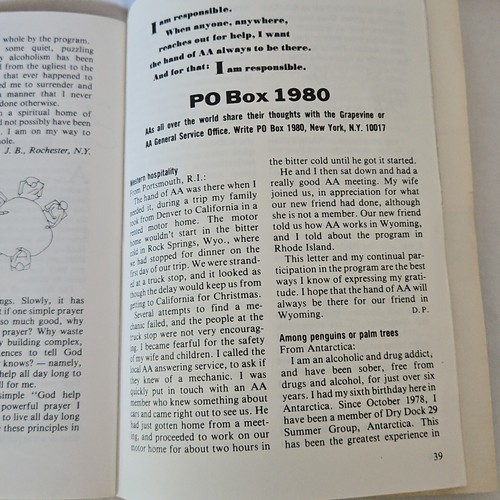 whole by the program.
some quiet, puzzling
y alcoholism has been
d from the ugliest to the
that ever happened to
ed me to surrender and
a manner that I never
done otherwise.
n a spiritual home of
d not possibly have been
. I am on my way to
ole.
J. B., Rochester, N.Y.
ngs. Slowly, it has
t if one simple prayer
so much good, why
prayer? Why waste
y building complex,
ences to tell God
knows? — namely,
help all day long to
ll for me.
simple “God help
powerful prayer I
to live all day long
these principles in
I am responsible.
When anyone, anywhere,
reaches out for help, I want
the hand of AA always to be there.
And for that: I am responsible.
PO Box 1980
AAs all over the world share their thoughts with the Grapevine or
AA General Service Office. Write PO Box 1980, New York, N.Y. 10017
Western hospitality
From Portsmouth, R.I.:
The hand of AA was there when I
needed it, during a trip my family
took from Denver to California in a
rented motor home. The motor
home wouldn't start in the bitter
cold in Rock Springs, Wyo., where
we had stopped for dinner on the
first day of our trip. We were strand-
ed at a truck stop, and it looked as
though the delay would keep us from
getting to California for Christmas.
Several attempts to find a me-
chanic failed, and the people at the
truck stop were not very encourag-
ing. I became fearful for the safety
of my wife and children. I called the
local AA answering service, to ask if
they knew of a mechanic. I was
quickly put in touch with an AA
member who knew something about
cars and came right out to see us. He
had just gotten home from a meet-
ing, and proceeded to work on our
motor home for about two hours in
the bitter cold until he got it started.
He and I then sat down and had a
really good AA meeting. My wife
joined us, in appreciation for what
our new friend had done, although
she is not a member. Our new friend
told us how AA works in Wyoming,
and I told about the program in
Rhode Island.
This letter and my continual par-
ticipation in the program are the best
ways I know of expressing my grati-
tude. I hope that the hand of AA will
always be there for our friend in
Wyoming.
D. P.
Among penguins or palm trees
From Antarctica:
I am an alcoholic and drug addict,
and have been sober, free from
drugs and alcohol, for just over six
years. I had my sixth birthday here in
Antarctica. Since October 1978, I
have been a member of Dry Dock 29
Summer Group, Antarctica. This
has been the greatest experience in
39